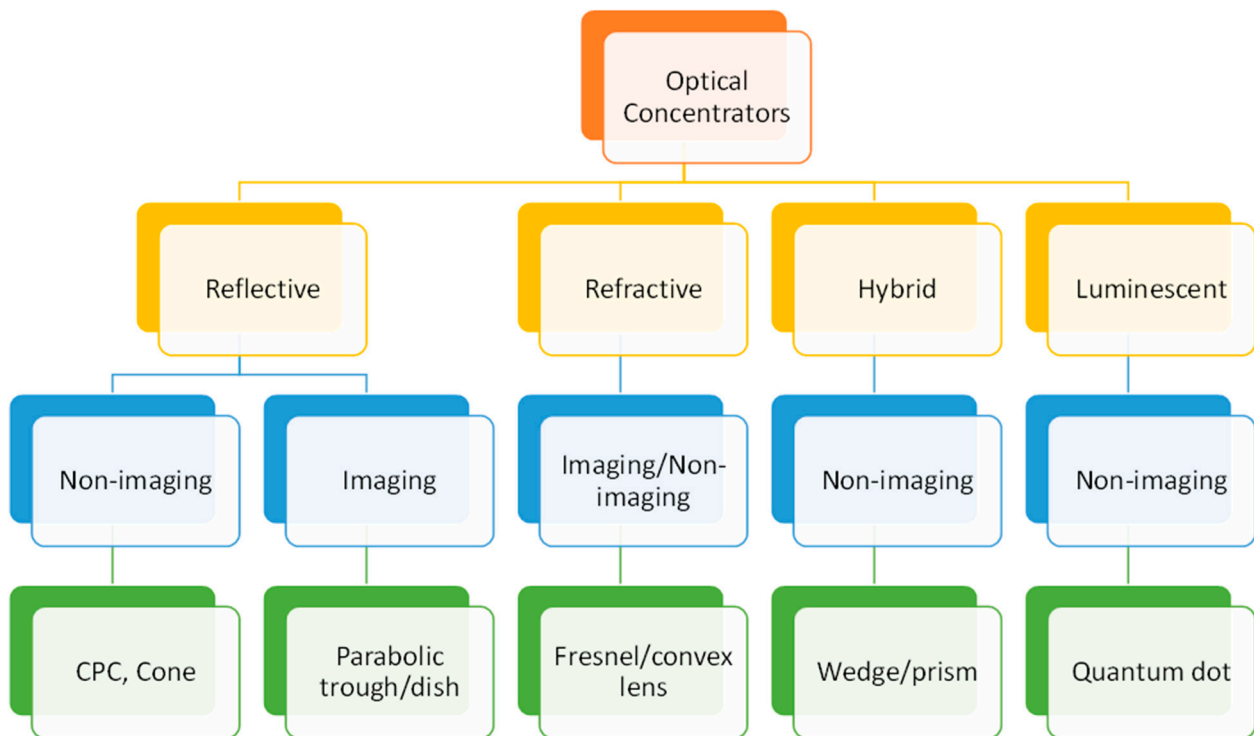 Optical
Concentrators
Reflective
Refractive
Hybrid
Luminescent
Non-imaging
Imaging
Imaging/Non-
imaging
Non-imaging
Non-imaging
CPC, Cone
Parabolic
trough/dish
Fresnel/convex
lens
Wedge/prism
Quantum dot